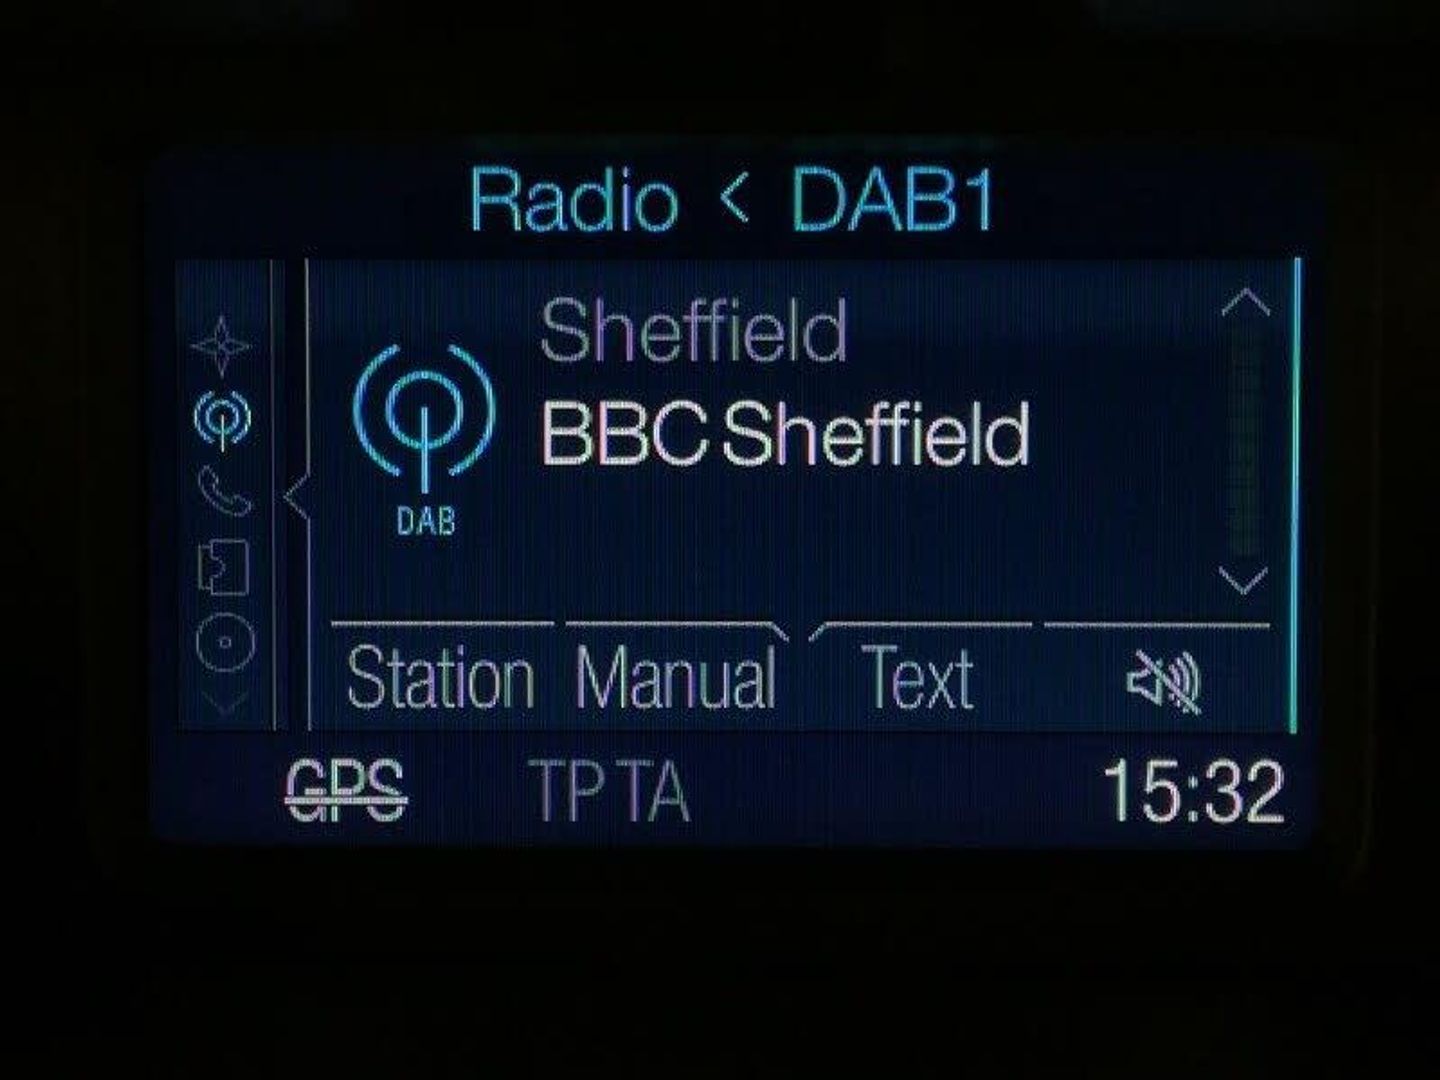 Radio < DAB1
Sheffield
BBC Sheffield
DAB
Station Manual Text
GPS TP TA 15:32